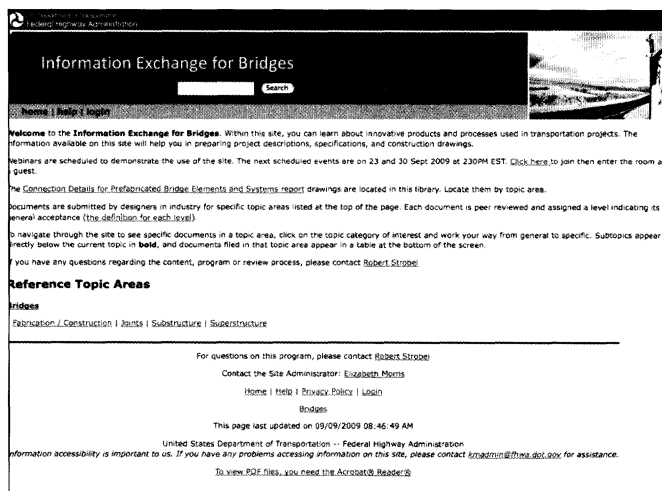 Federal Highway Administration
Information Exchange for Bridges
Search
home | help | login
Welcome to the Information Exchange for Bridges. Within this site, you can learn about innovative products and processes used in transportation projects. The
nformation available on this site will help you in preparing project descriptions, specifications, and construction drawings.
Webinars are scheduled to demonstrate the use of the site. The next scheduled events are on 23 and 30 Sept 2009 at 230PM EST. Click here to join then enter the room a
guest.
The Connection Details for Prefabricated Bridge Elements and Systems report drawings are located in this library. Locate them by topic area.
Documents are submitted by designers in industry for specific topic areas listed at the top of the page. Each document is peer reviewed and assigned a level indicating its
general acceptance (the definition for each level).
To navigate through the site to see specific documents in a topic area, click on the topic category of interest and work your way from general to specific. Subtopics appear
directly below the current topic in bold, and documents filed in that topic area appear in a table at the bottom of the screen.
f you have any questions regarding the content, program or review process, please contact Robert Strobel
Reference Topic Areas
Bridges
Fabrication / Construction | Joints | Substructure | Superstructure
For questions on this program, please contact Robert Strobel
Contact the Site Administrator: Elizabeth Morris
Home | Help | Privacy Policy | Login
Bridges
This page last updated on 09/09/2009 08:46:49 AM
United States Department of Transportation -- Federal Highway Administration
nformation accessibility is important to us. If you have any problems accessing information on this site, please contact kmadmin@fhwa.dot.gov for assistance.
To view PDF files, you need the Acrobat® Reader®